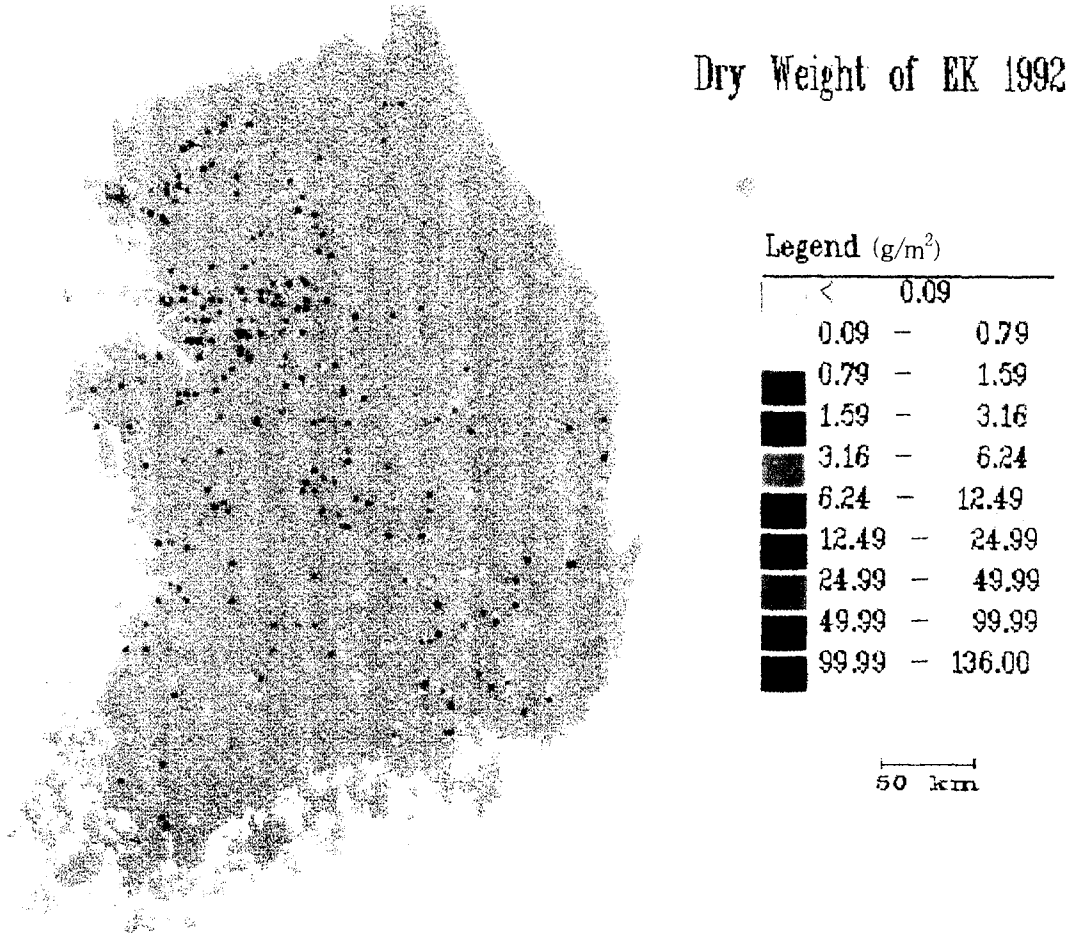 Dry Weight of EK 1992
Legend (g/m²)
< 0.09
0.09 - 0.79
0.79 - 1.59
1.59 - 3.16
3.16 - 6.24
6.24 - 12.49
12.49 - 24.99
24.99 - 49.99
49.99 - 99.99
99.99 - 136.00
50 km